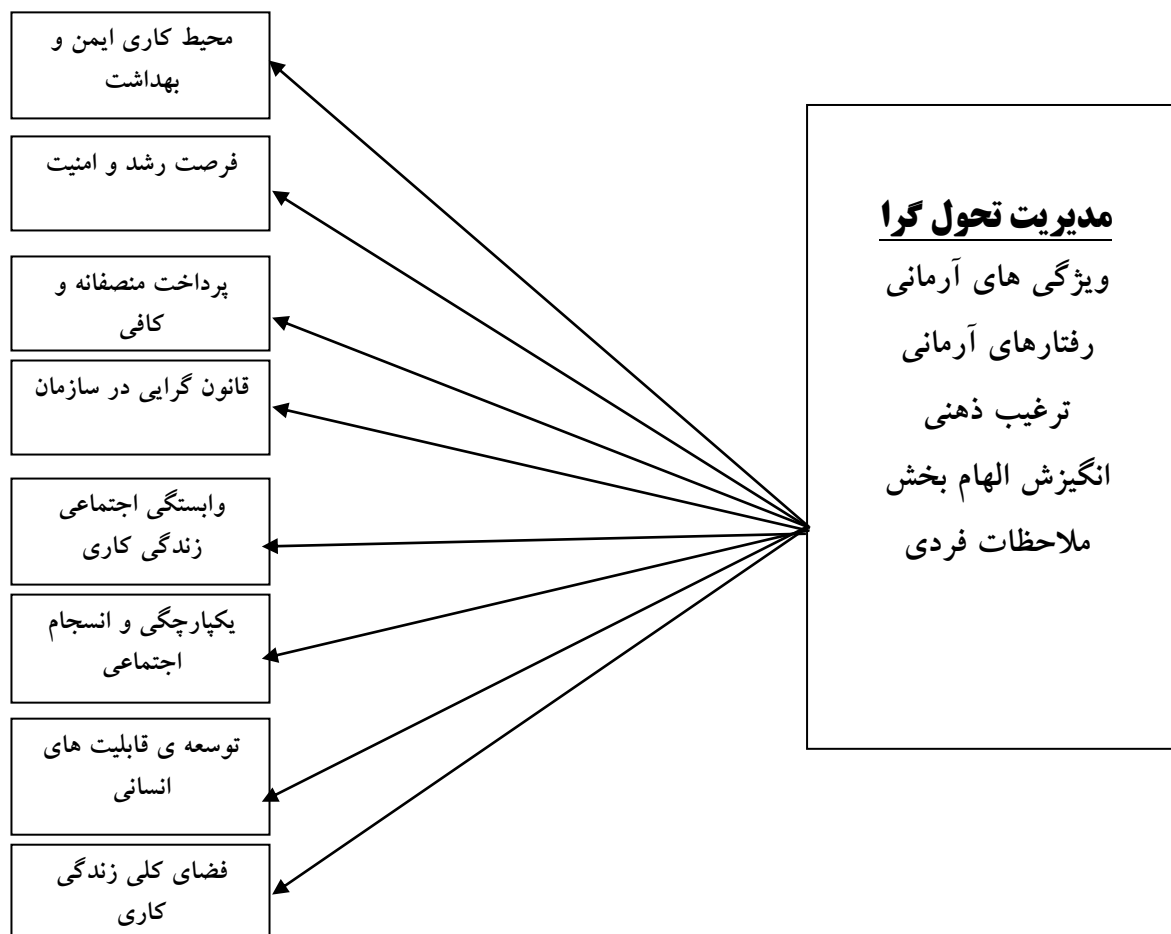 مدیریت تحول گرا
ویژگی های آرمانی
رفتارهای آرمانی
ترغیب ذهنی
انگیزش الهام بخش
ملاحظات فردی
محیط کاری ایمن و
بهداشت
فرصت رشد و امنیت
پرداخت منصفانه و
کافی
قانون گرایی در سازمان
وابستگی اجتماعی
زندگی کاری
یکپارچگی و انسجام
اجتماعی
توسعه ی قابلیت های
انسانی
فضای کلی زندگی
کاری